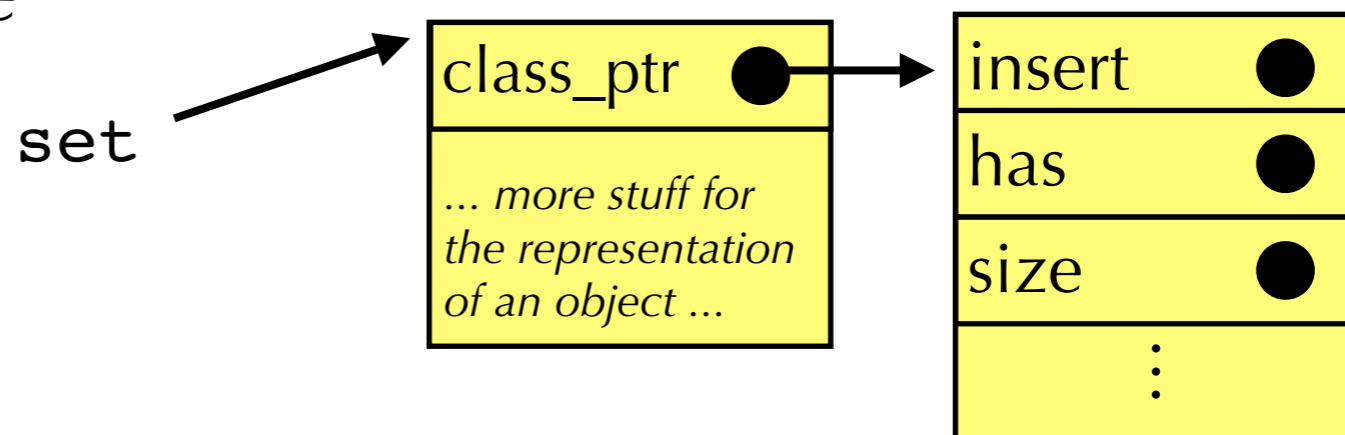 set
class_ptr
... more stuff for
the representation
of an object ...
insert
has
size
⋮